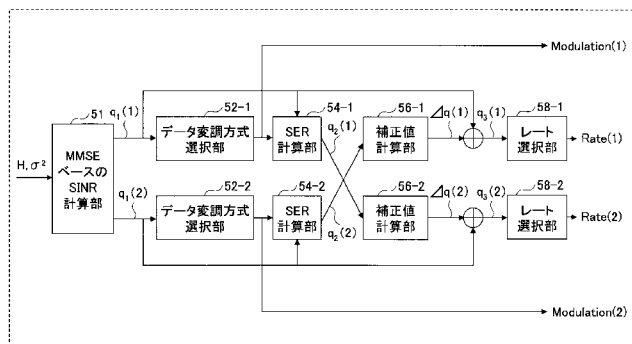 Modulation(1)
51
q₁(1)
52-1
54-1
56-1
⊿q(1)
q₃(1)
58-1
データ変調方式
選択部
SER
計算部
q₂(1)
補正値
計算部
レート
選択部
Rate(1)
H, σ²
MMSE
ベースの
SINR
計算部
q₁(2)
52-2
54-2
56-2
⊿q(2)
q₃(2)
58-2
データ変調方式
選択部
SER
計算部
q₂(2)
補正値
計算部
レート
選択部
Rate(2)
Modulation(2)